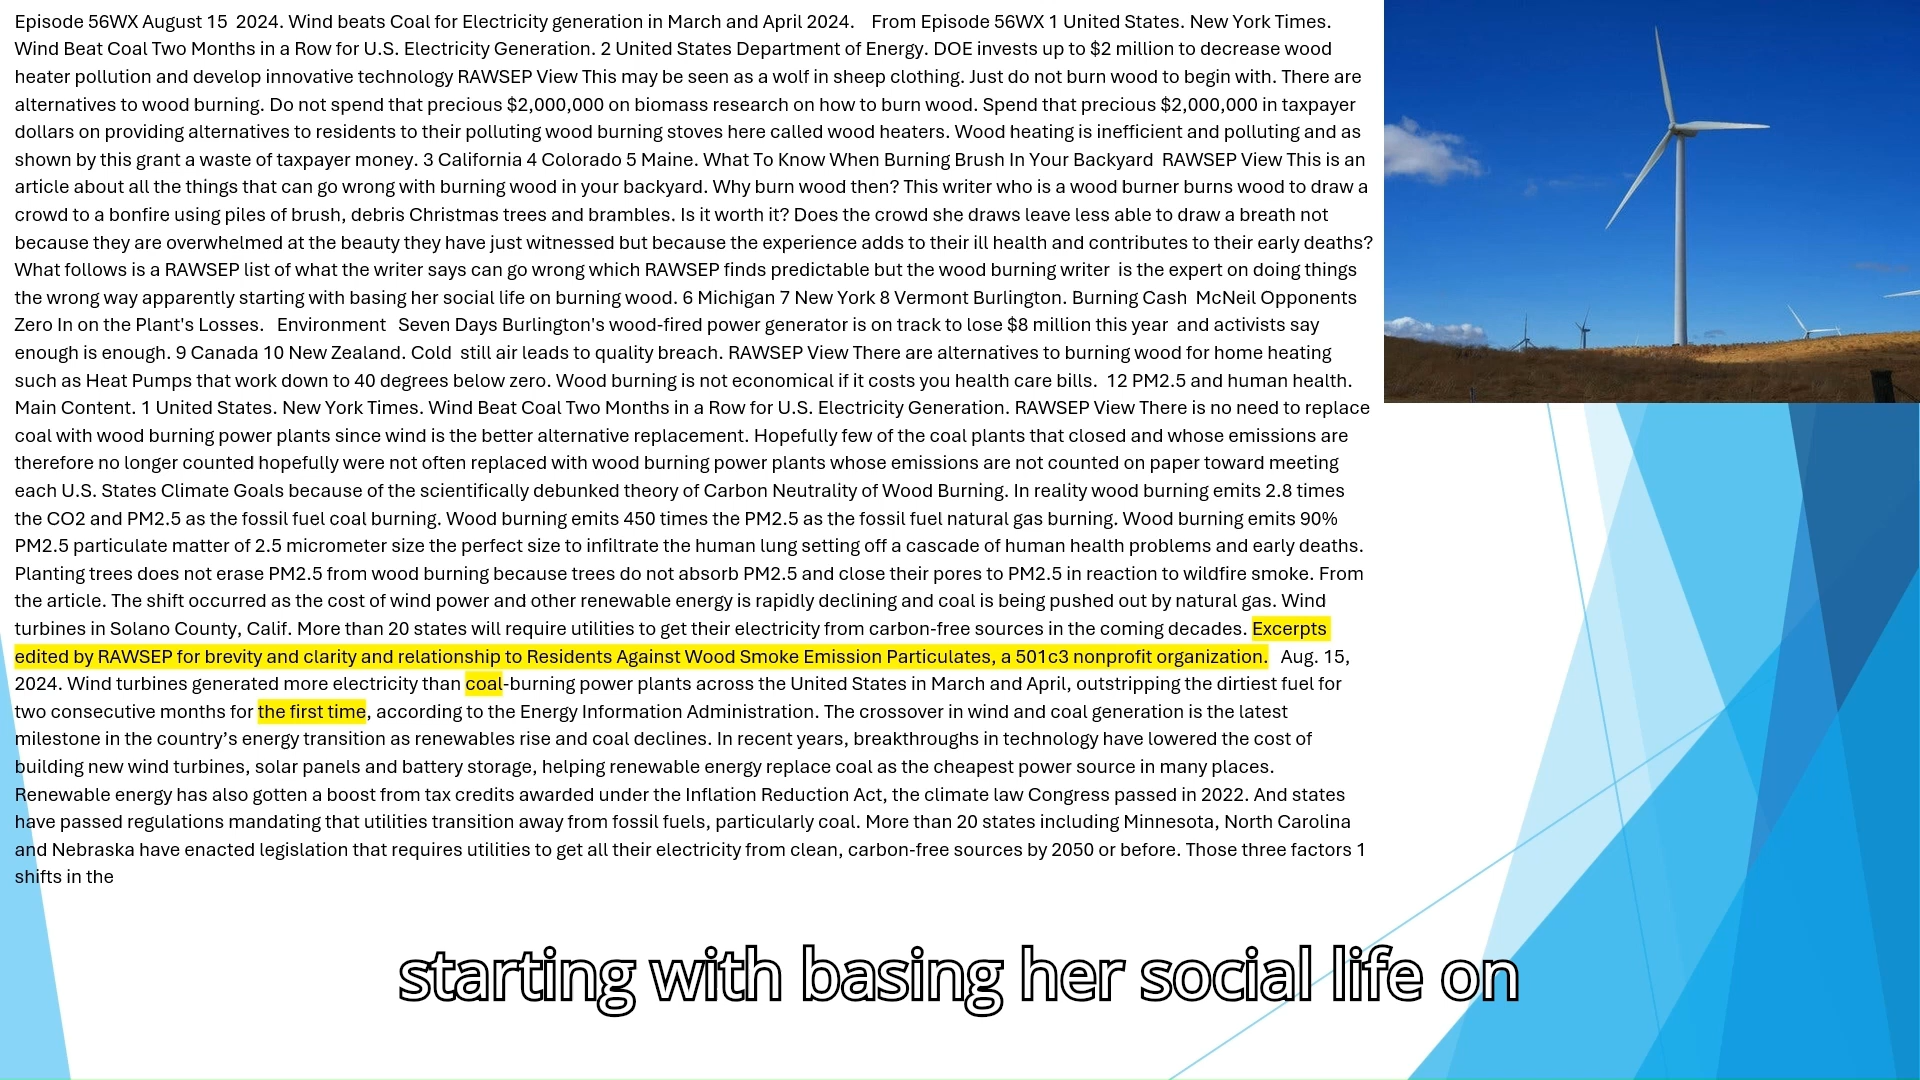 Episode 56WX August 15  2024. Wind beats Coal for Electricity generation in March and April 2024.    From Episode 56WX 1 United States. New York Times.
Wind Beat Coal Two Months in a Row for U.S. Electricity Generation. 2 United States Department of Energy. DOE invests up to $2 million to decrease wood
heater pollution and develop innovative technology RAWSEP View This may be seen as a wolf in sheep clothing. Just do not burn wood to begin with. There are
alternatives to wood burning. Do not spend that precious $2,000,000 on biomass research on how to burn wood. Spend that precious $2,000,000 in taxpayer
dollars on providing alternatives to residents to their polluting wood burning stoves here called wood heaters. Wood heating is inefficient and polluting and as
shown by this grant a waste of taxpayer money. 3 California 4 Colorado 5 Maine. What To Know When Burning Brush In Your Backyard  RAWSEP View This is an
article about all the things that can go wrong with burning wood in your backyard. Why burn wood then? This writer who is a wood burner burns wood to draw a
crowd to a bonfire using piles of brush, debris Christmas trees and brambles. Is it worth it? Does the crowd she draws leave less able to draw a breath not
because they are overwhelmed at the beauty they have just witnessed but because the experience adds to their ill health and contributes to their early deaths?
What follows is a RAWSEP list of what the writer says can go wrong which RAWSEP finds predictable but the wood burning writer  is the expert on doing things
the wrong way apparently starting with basing her social life on burning wood. 6 Michigan 7 New York 8 Vermont Burlington. Burning Cash  McNeil Opponents
Zero In on the Plant's Losses.   Environment   Seven Days Burlington's wood-fired power generator is on track to lose $8 million this year  and activists say
enough is enough. 9 Canada 10 New Zealand. Cold  still air leads to quality breach. RAWSEP View There are alternatives to burning wood for home heating
such as Heat Pumps that work down to 40 degrees below zero. Wood burning is not economical if it costs you health care bills.  12 PM2.5 and human health.
Main Content. 1 United States. New York Times. Wind Beat Coal Two Months in a Row for U.S. Electricity Generation. RAWSEP View There is no need to replace
coal with wood burning power plants since wind is the better alternative replacement. Hopefully few of the coal plants that closed and whose emissions are
therefore no longer counted hopefully were not often replaced with wood burning power plants whose emissions are not counted on paper toward meeting
each U.S. States Climate Goals because of the scientifically debunked theory of Carbon Neutrality of Wood Burning. In reality wood burning emits 2.8 times
the CO2 and PM2.5 as the fossil fuel coal burning. Wood burning emits 450 times the PM2.5 as the fossil fuel natural gas burning. Wood burning emits 90%
PM2.5 particulate matter of 2.5 micrometer size the perfect size to infiltrate the human lung setting off a cascade of human health problems and early deaths.
Planting trees does not erase PM2.5 from wood burning because trees do not absorb PM2.5 and close their pores to PM2.5 in reaction to wildfire smoke. From
the article. The shift occurred as the cost of wind power and other renewable energy is rapidly declining and coal is being pushed out by natural gas. Wind
turbines in Solano County, Calif. More than 20 states will require utilities to get their electricity from carbon-free sources in the coming decades. Excerpts
edited by RAWSEP for brevity and clarity and relationship to Residents Against Wood Smoke Emission Particulates, a 501c3 nonprofit organization.   Aug. 15,
2024. Wind turbines generated more electricity than coal-burning power plants across the United States in March and April, outstripping the dirtiest fuel for
two consecutive months for the first time, according to the Energy Information Administration. The crossover in wind and coal generation is the latest
milestone in the country’s energy transition as renewables rise and coal declines. In recent years, breakthroughs in technology have lowered the cost of
building new wind turbines, solar panels and battery storage, helping renewable energy replace coal as the cheapest power source in many places.
Renewable energy has also gotten a boost from tax credits awarded under the Inflation Reduction Act, the climate law Congress passed in 2022. And states
have passed regulations mandating that utilities transition away from fossil fuels, particularly coal. More than 20 states including Minnesota, North Carolina
and Nebraska have enacted legislation that requires utilities to get all their electricity from clean, carbon-free sources by 2050 or before. Those three factors 1
shifts in the
starting with basing her social life on